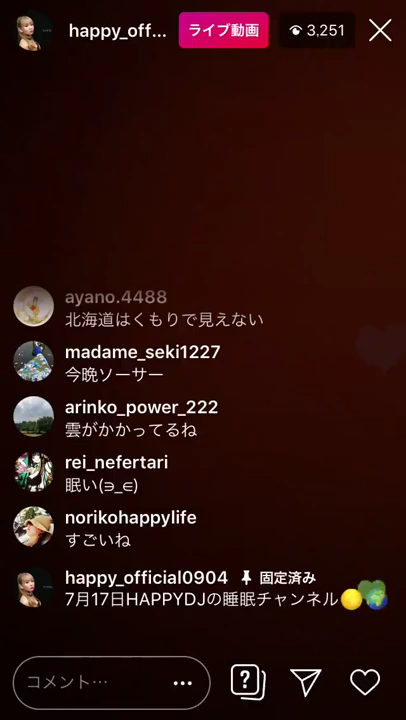 happy_off...
ライブ動画
3,251
ayano.4488
北海道はくもりで見えない
madame_seki1227
今晩ソーサー
arinko_power_222
雲がかかってるね
rei_nefertari
眠い(∋_∈)
norikohappylife
すごいね
happy_official0904 固定済み
7月17日HAPPYDJの睡眠チャンネル
コメント…